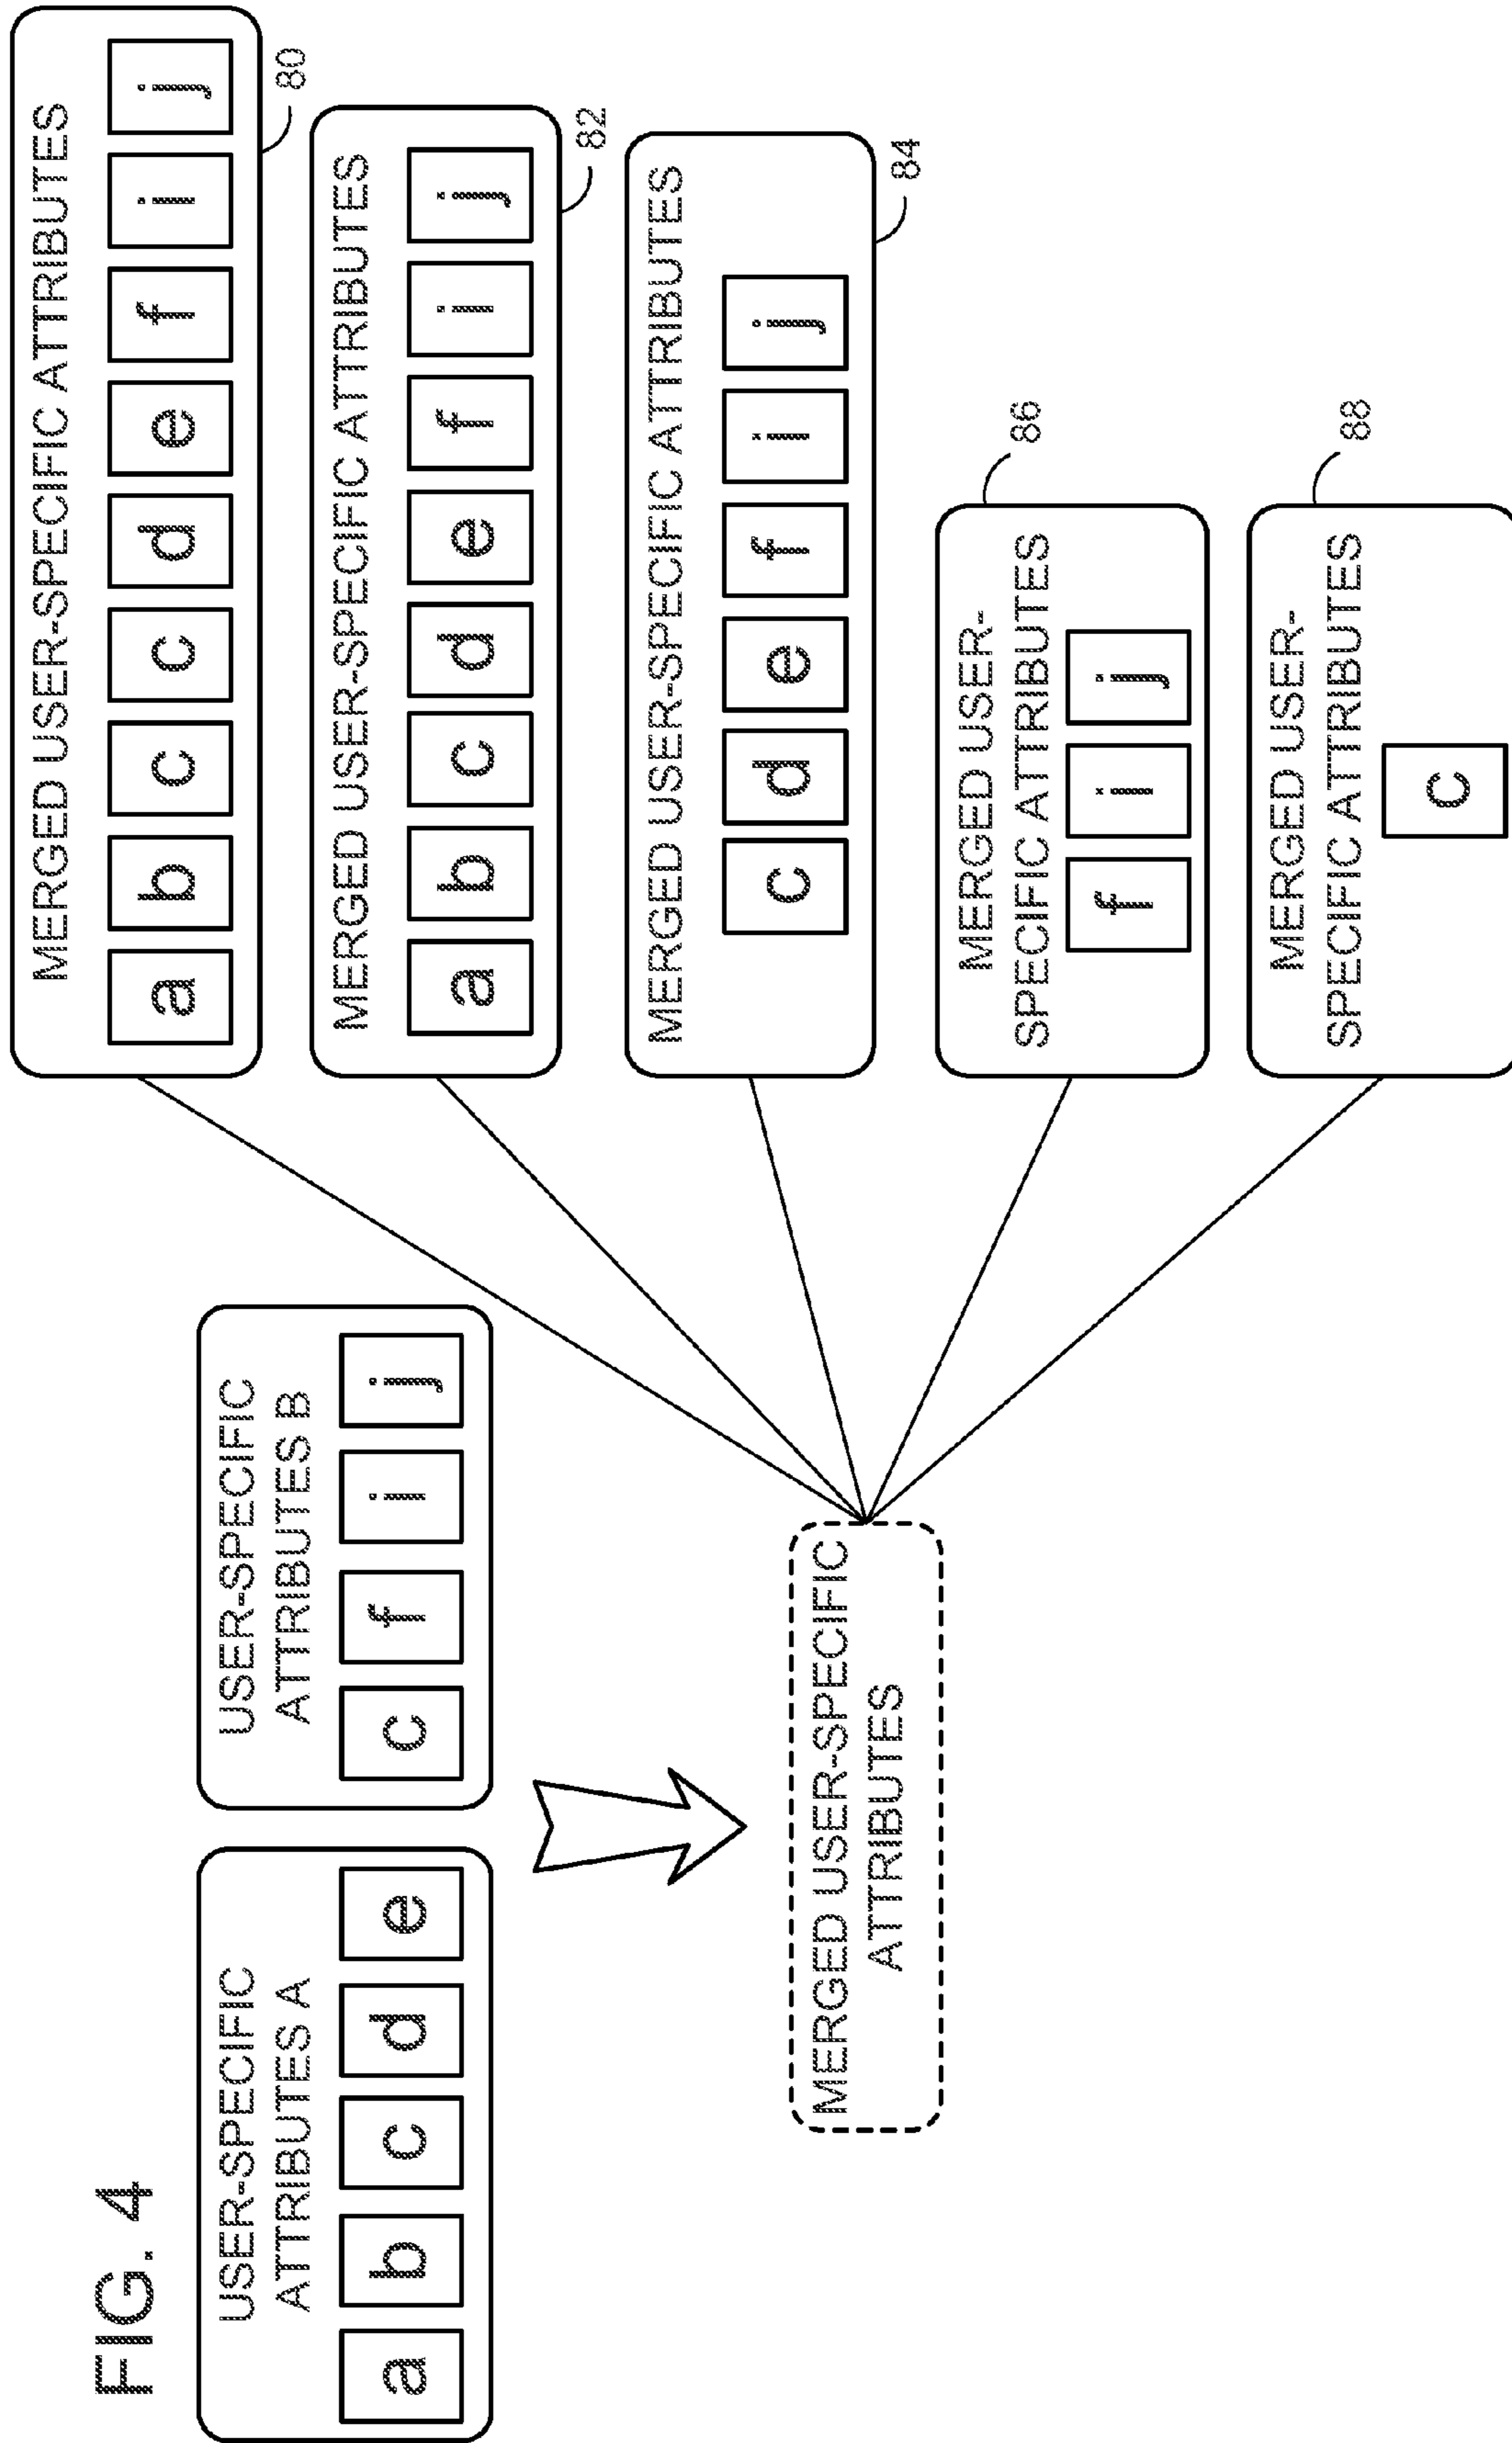 FIG. 4
USER-SPECIFIC
ATTRIBUTES A
a b c d e
USER-SPECIFIC
ATTRIBUTES B
c f i j
MERGED USER-SPECIFIC
ATTRIBUTES
MERGED USER-SPECIFIC ATTRIBUTES
a b c c d e f i j
80
MERGED USER-SPECIFIC ATTRIBUTES
a b c d e f i j
82
MERGED USER-SPECIFIC ATTRIBUTES
c d e f i j
84
MERGED USER-
SPECIFIC ATTRIBUTES
f i j
86
MERGED USER-
SPECIFIC ATTRIBUTES
c
88